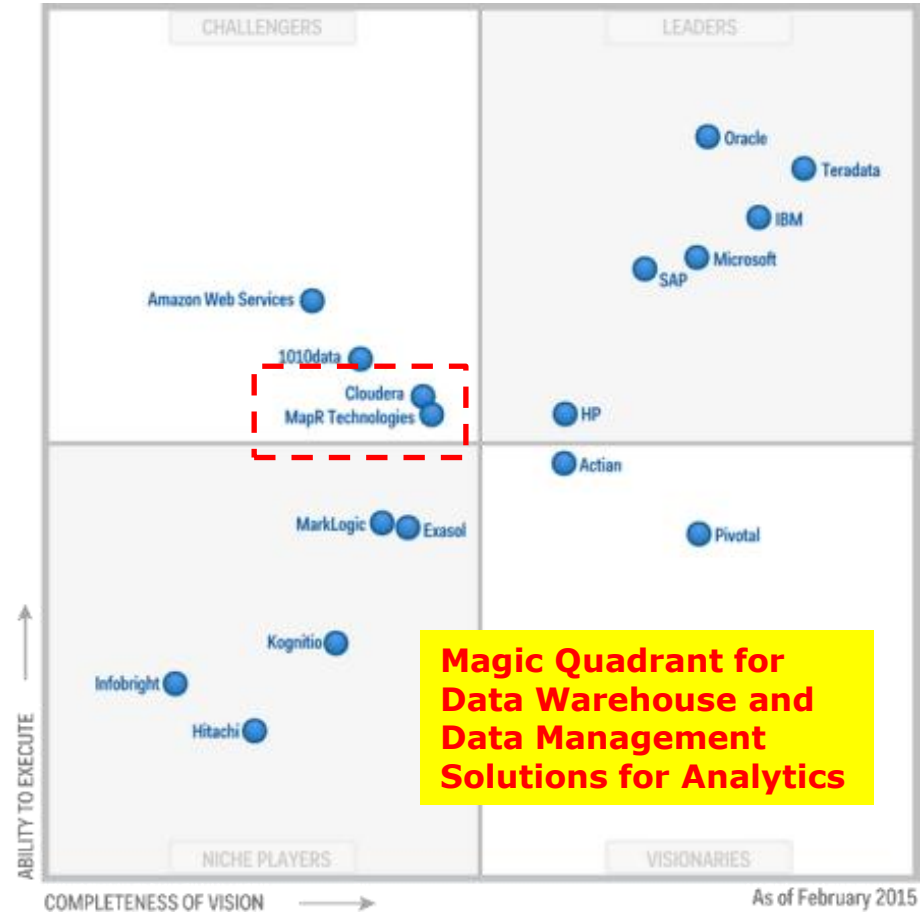 CHALLENGERS
LEADERS
Oracle
Teradata
IBM
Microsoft
SAP
Amazon Web Services
1010data
Cloudera
MapR Technologies
HP
Actian
MarkLogic
Exasol
Pivotal
Kognitio
Infobright
Hitachi
Magic Quadrant for
Data Warehouse and
Data Management
Solutions for Analytics
ABILITY TO EXECUTE
NICHE PLAYERS
VISIONARIES
COMPLETENESS OF VISION
As of February 2015